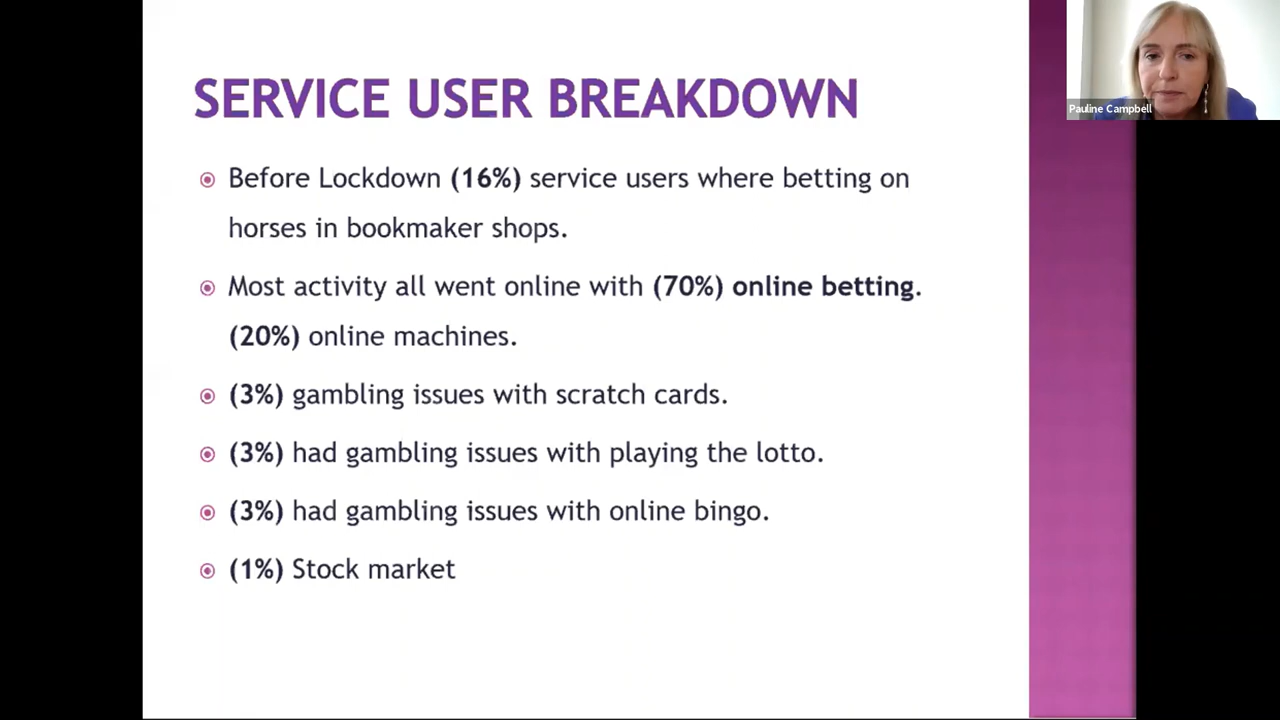 SERVICE USER BREAKDOWN
Before Lockdown (16%) service users where betting on
horses in bookmaker shops.
Most activity all went online with (70%) online betting.
(20%) online machines.
(3%) gambling issues with scratch cards.
(3%) had gambling issues with playing the lotto.
(3%) had gambling issues with online bingo.
(1%) Stock market
Pauline Campbell